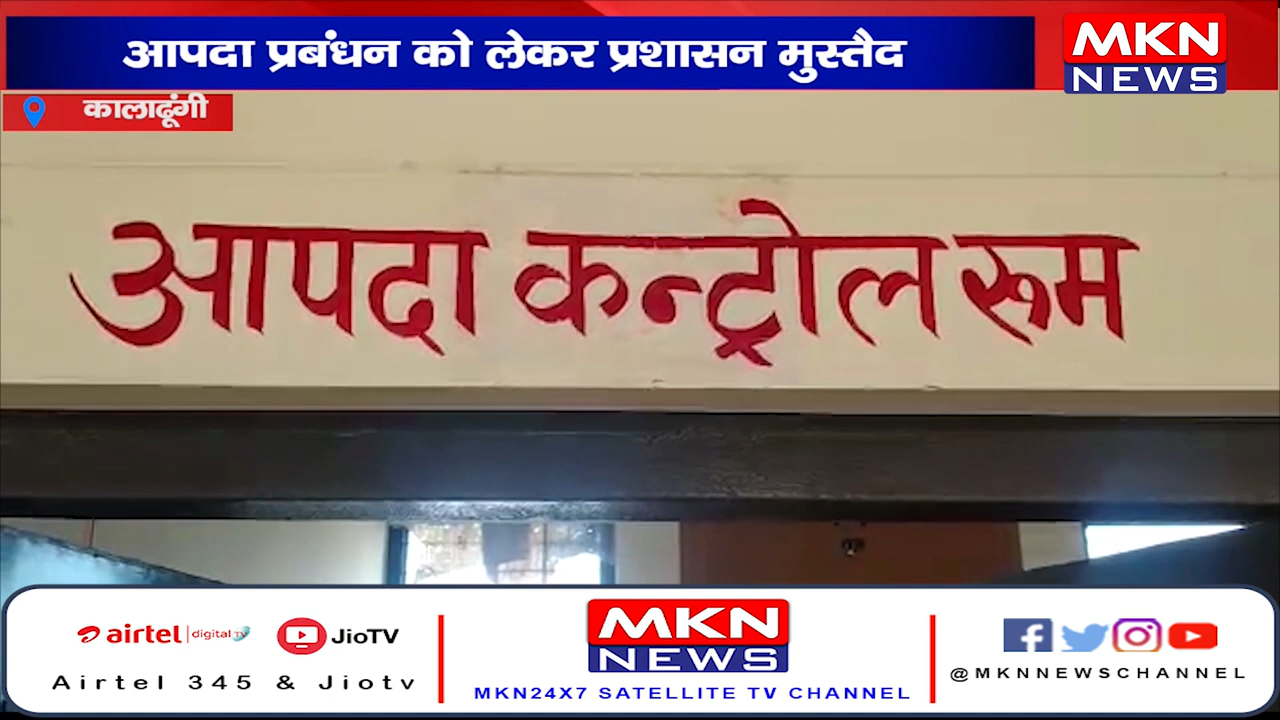 आपदा प्रबंधन को लेकर प्रशासन मुस्तैद
MKN
NEWS
कालाढूंगी
आपदा कन्ट्रोल रूम
airtel digital TV
JioTV
Airtel 345 & Jiotv
MKN
NEWS
MKN24X7 SATELLITE TV CHANNEL
@MKNNEWSCHANNEL